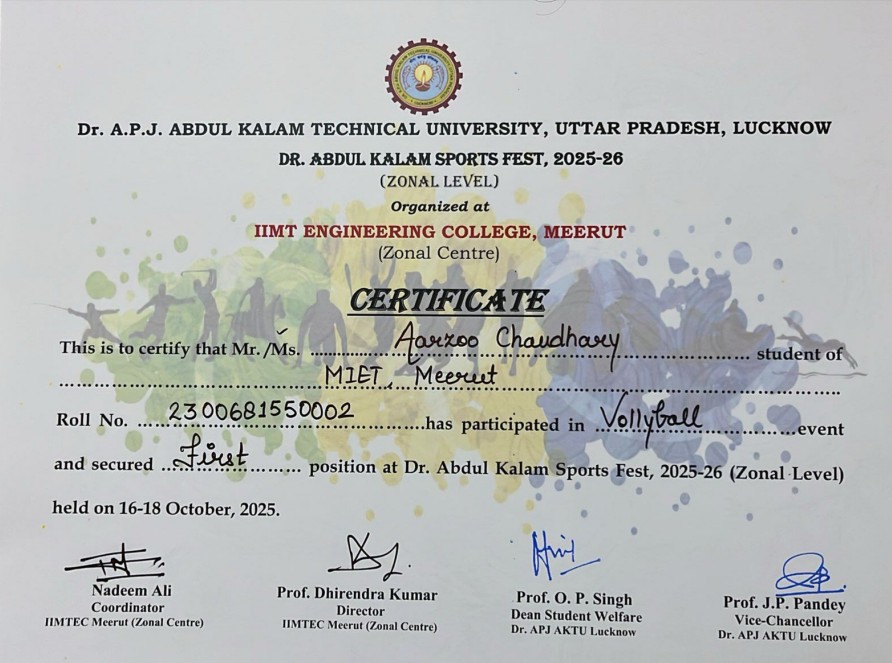 Dr. A.P.J. ABDUL KALAM TECHNICAL UNIVERSITY, UTTAR PRADESH, LUCKNOW
DR. ABDUL KALAM SPORTS FEST, 2025-26
(ZONAL LEVEL)
Organized at
IIMT ENGINEERING COLLEGE, MEERUT
(Zonal Centre)
CERTIFICATE
This is to certify that Mr. /Ms. Aarzoo Chaudhary student of
MIET, Meerut
Roll No. 2300681550002 has participated in Vollyball event
and secured first position at Dr. Abdul Kalam Sports Fest, 2025-26 (Zonal Level)
held on 16-18 October, 2025.
Nadeem Ali
Coordinator
IIMTEC Meerut (Zonal Centre)
Prof. Dhirendra Kumar
Director
IIMTEC Meerut (Zonal Centre)
Prof. O. P. Singh
Dean Student Welfare
Dr. APJ AKTU Lucknow
Prof. J.P. Pandey
Vice-Chancellor
Dr. APJ AKTU Lucknow